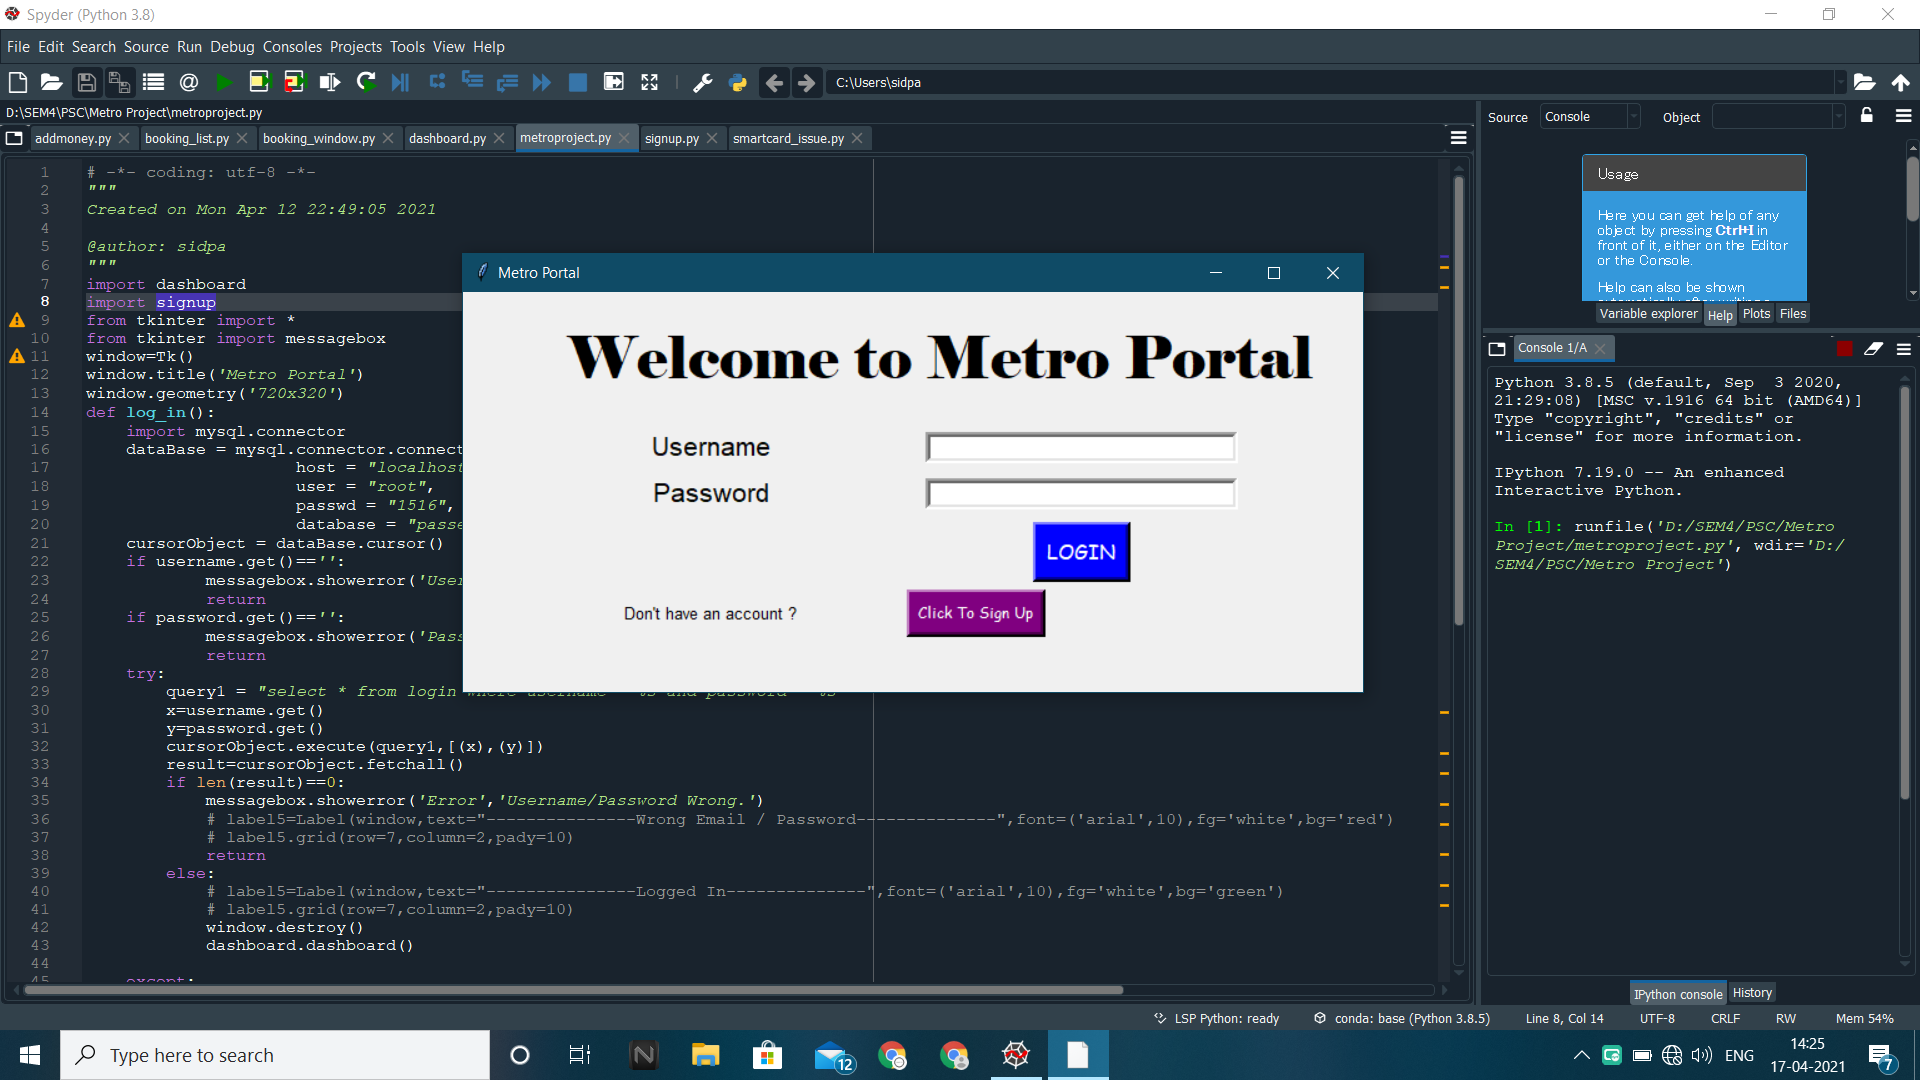 Spyder (Python 3.8)
File Edit Search Source Run Debug Consoles Projects Tools View Help
C:\Users\sidpa
D:\SEM4\PSC\Metro Project\metroproject.py
addmoney.py booking_list.py booking_window.py dashboard.py metroproject.py signup.py smartcard_issue.py
1 # -*- coding: utf-8 -*-
2 """
3 Created on Mon Apr 12 22:49:05 2021
4
5 @author: sidpa
6 """
7 import dashboard
8 import signup
9 from tkinter import *
10 from tkinter import messagebox
11 window=Tk()
12 window.title('Metro Portal')
13 window.geometry('720x320')
14 def log_in():
15 import mysql.connector
16 dataBase = mysql.connector.connect
17 host = "localhost
18 user = "root",
19 passwd = "1516",
20 database = "passe
21 cursorObject = dataBase.cursor()
22 if username.get()=='':
23 messagebox.showerror('User
24 return
25 if password.get()=='':
26 messagebox.showerror('Pass
27 return
28 try:
29 query1 = "select * from login where username = %s and password = %s"
30 x=username.get()
31 y=password.get()
32 cursorObject.execute(query1,[(x),(y)])
33 result=cursorObject.fetchall()
34 if len(result)==0:
35 messagebox.showerror('Error','Username/Password Wrong.')
36 # label5=Label(window,text="---------------Wrong Email / Password--------------",font=('arial',10),fg='white',bg='red')
37 # label5.grid(row=7,column=2,pady=10)
38 return
39 else:
40 # label5=Label(window,text="---------------Logged In--------------",font=('arial',10),fg='white',bg='green')
41 # label5.grid(row=7,column=2,pady=10)
42 window.destroy()
43 dashboard.dashboard()
44
45 except:
Metro Portal
Welcome to Metro Portal
Username
Password
LOGIN
Don't have an account ? Click To Sign Up
Source Console Object
Usage
Here you can get help of any
object by pressing Ctrl+I in
front of it, either on the Editor
or the Console.
Help can also be shown
Variable explorer Help Plots Files
Console 1/A
Python 3.8.5 (default, Sep  3 2020,
21:29:08) [MSC v.1916 64 bit (AMD64)]
Type "copyright", "credits" or
"license" for more information.
IPython 7.19.0 -- An enhanced
Interactive Python.
In [1]: runfile('D:/SEM4/PSC/Metro
Project/metroproject.py', wdir='D:/
SEM4/PSC/Metro Project')
IPython console History
LSP Python: ready conda: base (Python 3.8.5) Line 8, Col 14 UTF-8 CRLF RW Mem 54%
Type here to search
12
ENG
14:25
17-04-2021
7